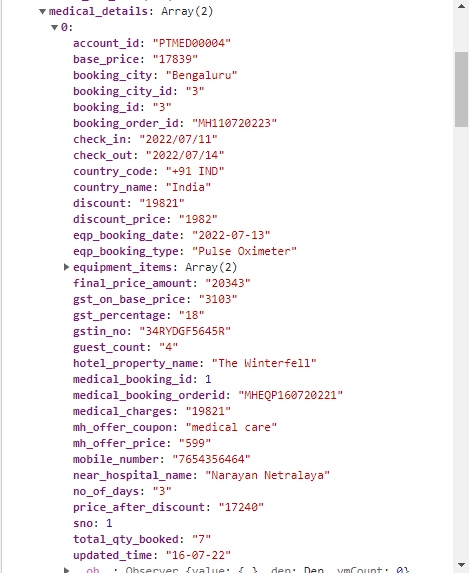 ▼medical_details: Array(2)
▼0:
account_id: "PTMED00004"
base_price: "17839"
booking_city: "Bengaluru"
booking_city_id: "3"
booking_id: "3"
booking_order_id: "MH110720223"
check_in: "2022/07/11"
check_out: "2022/07/14"
country_code: "+91 IND"
country_name: "India"
discount: "19821"
discount_price: "1982"
eqp_booking_date: "2022-07-13"
eqp_booking_type: "Pulse Oximeter"
▶equipment_items: Array(2)
final_price_amount: "20343"
gst_on_base_price: "3103"
gst_percentage: "18"
gstin_no: "34RYDGF5645R"
guest_count: "4"
hotel_property_name: "The Winterfell"
medical_booking_id: 1
medical_booking_orderid: "MHEQP160720221"
medical_charges: "19821"
mh_offer_coupon: "medical care"
mh_offer_price: "599"
mobile_number: "7654356464"
near_hospital_name: "Narayan Netralaya"
no_of_days: "3"
price_after_discount: "17240"
sno: 1
total_qty_booked: "7"
updated_time: "16-07-22"
▶__ob__: Observer {value: {…}, dep: Dep, vmCount: 0}